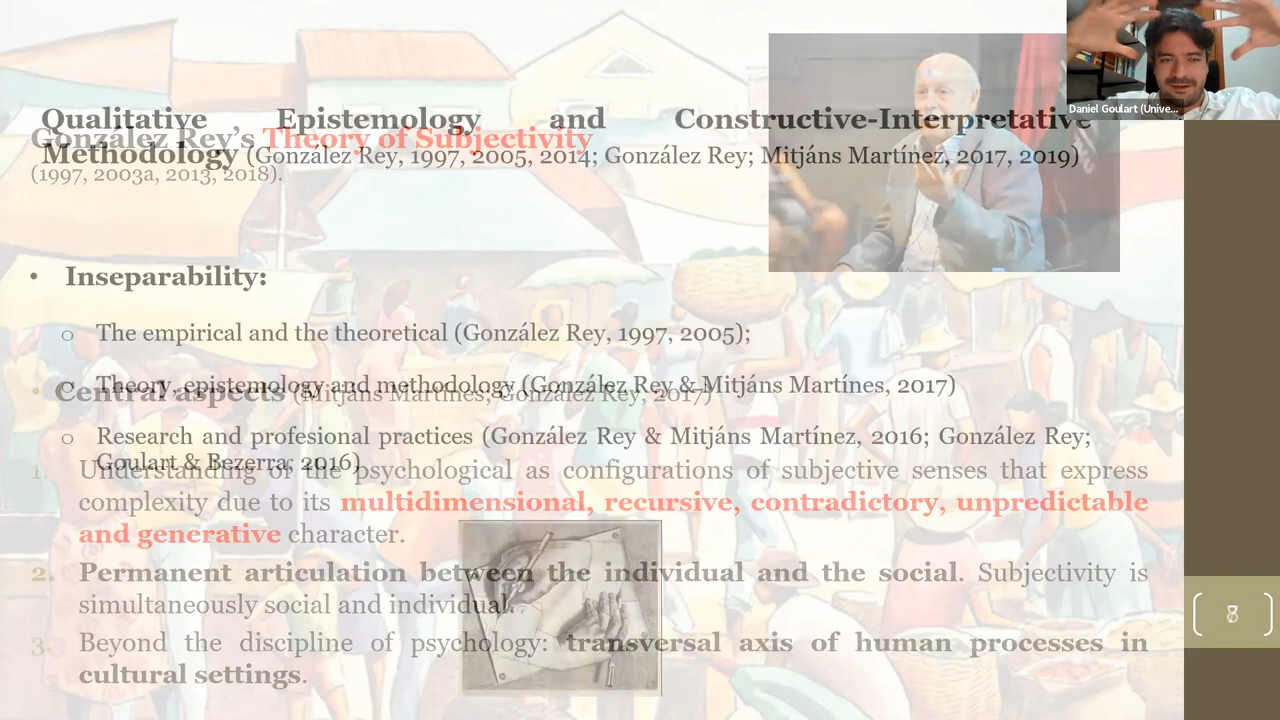 Daniel Goulart (Unive...
Qualitative Epistemology and Constructive-Interpretative
Methodology (González Rey, 1997, 2005, 2014; González Rey; Mitjáns Martínez, 2017, 2019)
González Rey's Theory of Subjectivity
(1997, 2003a, 2013, 2018).
• Inseparability:
o The empirical and the theoretical (González Rey, 1997, 2005);
o Theory, epistemology and methodology (González Rey & Mitjáns Martínes, 2017)
• Central aspects (Mitjáns Martínes; González Rey, 2017)
o Research and profesional practices (González Rey & Mitjáns Martínez, 2016; González Rey;
Goulart & Bezerra, 2016)
1. Understanding of the psychological as configurations of subjective senses that express
complexity due to its multidimensional, recursive, contradictory, unpredictable
and generative character.
2. Permanent articulation between the individual and the social. Subjectivity is
simultaneously social and individual.
3. Beyond the discipline of psychology: transversal axis of human processes in
cultural settings.